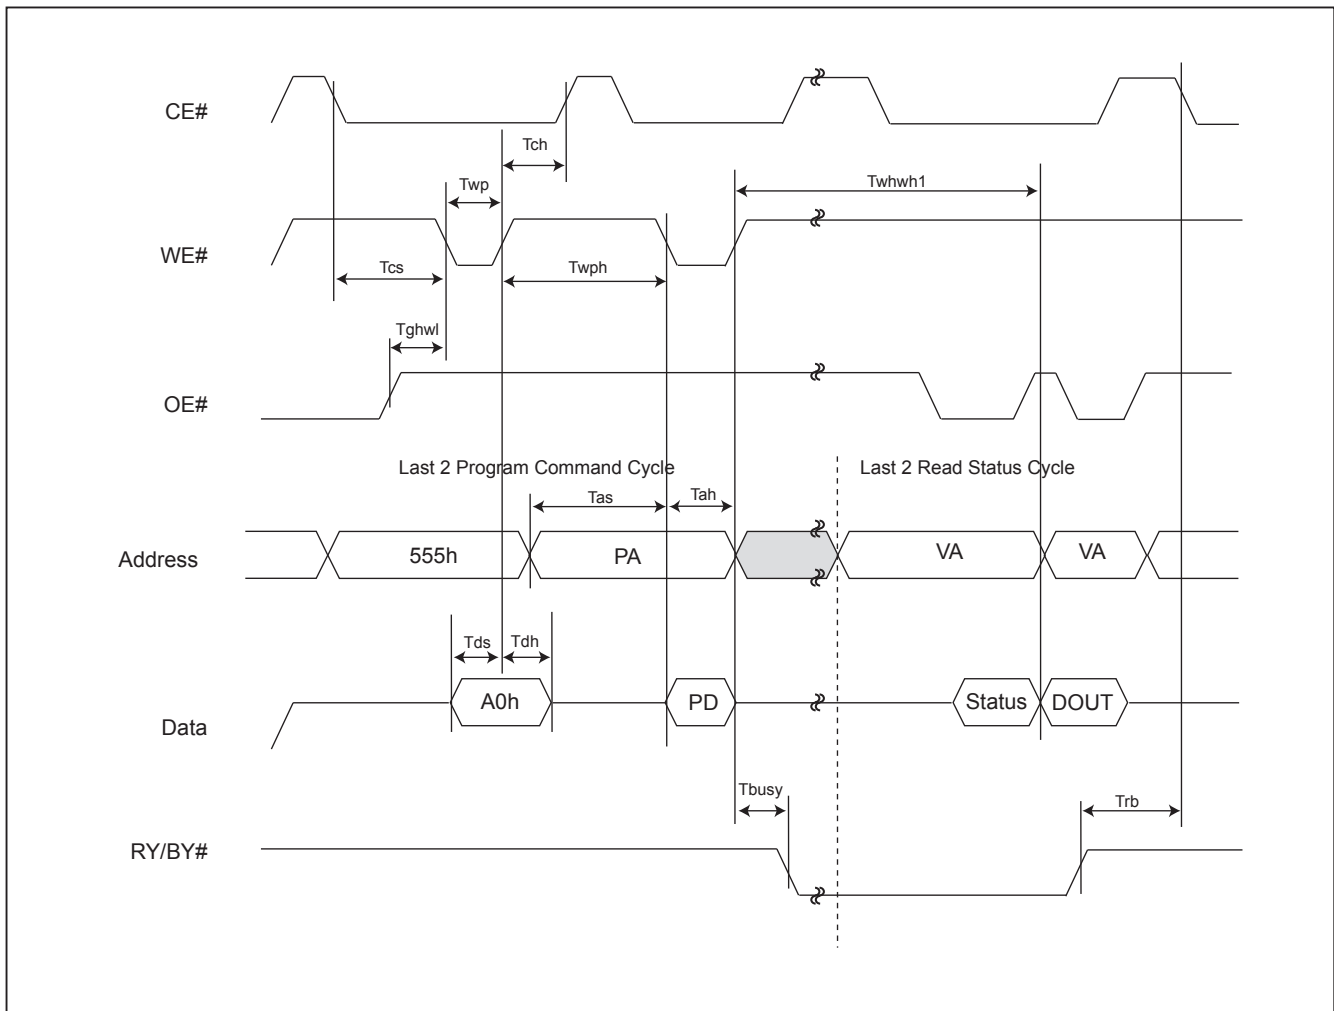 CE#
Tch
Twp
Twhwh1
WE#
Tcs
Twph
Tghwl
OE#
Last 2 Program Command Cycle
Last 2 Read Status Cycle
Tas
Tah
Address
555h
PA
VA
VA
Tds
Tdh
Data
A0h
PD
Status
DOUT
Tbusy
Trb
RY/BY#